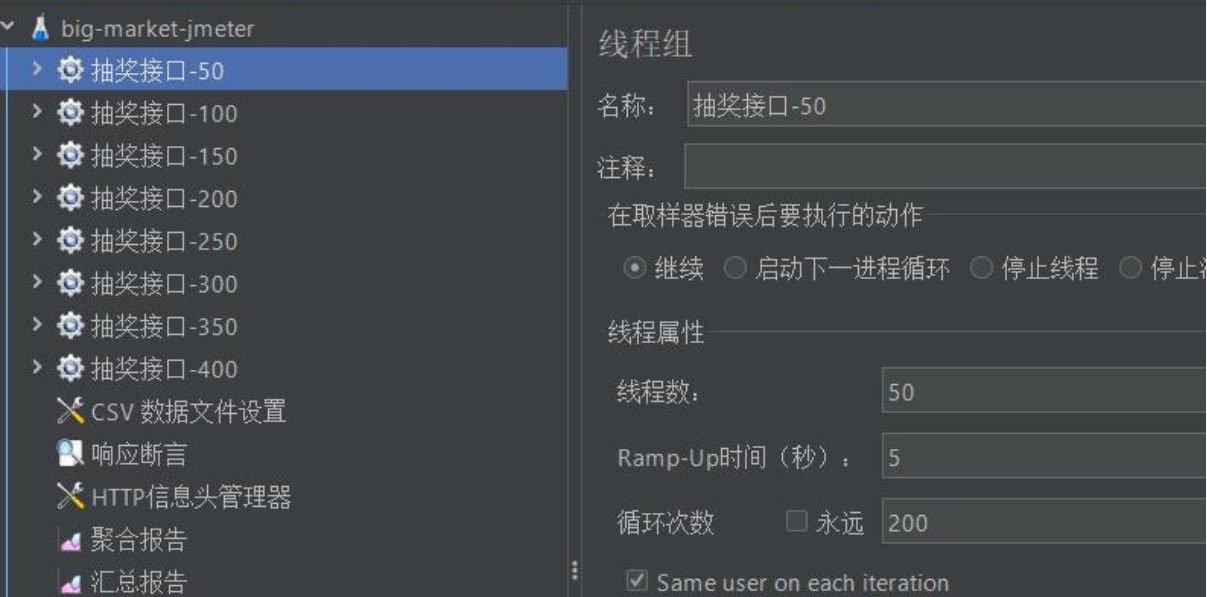 big-market-jmeter
抽奖接口-50
抽奖接口-100
抽奖接口-150
抽奖接口-200
抽奖接口-250
抽奖接口-300
抽奖接口-350
抽奖接口-400
CSV 数据文件设置
响应断言
HTTP信息头管理器
聚合报告
汇总报告
线程组
名称： 抽奖接口-50
注释：
在取样器错误后要执行的动作
继续 启动下一进程循环 停止线程 停止
线程属性
线程数： 50
Ramp-Up时间（秒）： 5
循环次数 永远 200
Same user on each iteration